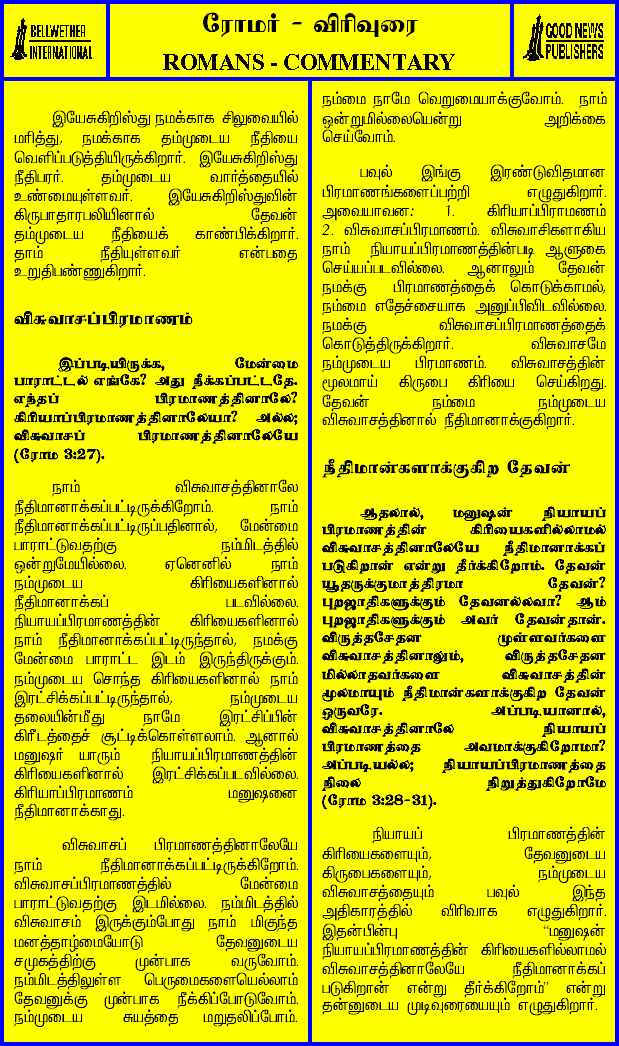 BELLWETHER
INTERNATIONAL
ரோமர் - விரிவுரை
ROMANS - COMMENTARY
GOOD NEWS
PUBLISHERS
இயேசுகிறிஸ்து நமக்காக சிலுவையில்
மரித்து, நமக்காக தம்முடைய நீதியை
வெளிப்படுத்தியிருக்கிறார். இயேசுகிறிஸ்து
நீதிபரர். தம்முடைய வார்த்தையில்
உண்மையுள்ளவர். இயேசுகிறிஸ்துவின்
கிருபாதாரபலியினால் தேவன்
தம்முடைய நீதியைக் காண்பிக்கிறார்.
தாம் நீதியுள்ளவர் என்பதை
உறுதிபண்ணுகிறார்.
விசுவாசப்பிரமாணம்
இப்படியிருக்க, மேன்மை
பாராட்டல் எங்கே? அது நீக்கப்பட்டதே.
எந்தப் பிரமாணத்தினாலே?
கிரியாப்பிரமாணத்தினாலேயா? அல்ல;
விசுவாசப் பிரமாணத்தினாலேயே
(ரோம 3:27).
நாம் விசுவாசத்தினாலே
நீதிமானாக்கப்பட்டிருக்கிறோம். நாம்
நீதிமானாக்கப்பட்டிருப்பதினால், மேன்மை
பாராட்டுவதற்கு நம்மிடத்தில்
ஒன்றுமேயில்லை. ஏனெனில் நாம்
நம்முடைய கிரியைகளினால்
நீதிமானாக்கப் படவில்லை.
நியாயப்பிரமாணத்தின் கிரியைகளினால்
நாம் நீதிமானாக்கப்பட்டிருந்தால், நமக்கு
மேன்மை பாராட்ட இடம் இருந்திருக்கும்.
நம்முடைய சொந்த கிரியைகளினால் நாம்
இரட்சிக்கப்பட்டிருந்தால், நம்முடைய
தலையின்மீது நாமே இரட்சிப்பின்
கிரீடத்தைச் சூட்டிக்கொள்ளலாம். ஆனால்
மனுஷர் யாரும் நியாயப்பிரமாணத்தின்
கிரியைகளினால் இரட்சிக்கப்படவில்லை.
கிரியாப்பிரமாணம் மனுஷனை
நீதிமானாக்காது.
விசுவாசப் பிரமாணத்தினாலேயே
நாம் நீதிமானாக்கப்பட்டிருக்கிறோம்.
விசுவாசப்பிரமாணத்தில் மேன்மை
பாராட்டுவதற்கு இடமில்லை. நம்மிடத்தில்
விசுவாசம் இருக்கும்போது நாம் மிகுந்த
மனத்தாழ்மையோடு தேவனுடைய
சமுகத்திற்கு முன்பாக வருவோம்.
நம்மிடத்திலுள்ள பெருமைகளையெல்லாம்
தேவனுக்கு முன்பாக நீக்கிப்போடுவோம்.
நம்முடைய சுயத்தை மறுதலிப்போம்.
நம்மை நாமே வெறுமையாக்குவோம். நாம்
ஒன்றுமில்லையென்று அறிக்கை
செய்வோம்.
பவுல் இங்கு இரண்டுவிதமான
பிரமாணங்களைப்பற்றி எழுதுகிறார்.
அவையாவன: 1. கிரியாப்பிராமணம்
2. விசுவாசப்பிரமாணம். விசுவாசிகளாகிய
நாம் நியாயப்பிரமாணத்தின்படி ஆளுகை
செய்யப்படவில்லை. ஆனாலும் தேவன்
நமக்கு பிரமாணத்தைக் கொடுக்காமல்,
நம்மை எதேச்சையாக அனுப்பிவிடவில்லை.
நமக்கு விசுவாசப்பிரமாணத்தைக்
கொடுத்திருக்கிறார். விசுவாசமே
நம்முடைய பிரமாணம். விசுவாசத்தின்
மூலமாய் கிருபை கிரியை செய்கிறது.
தேவன் நம்மை நம்முடைய
விசுவாசத்தினால் நீதிமானாக்குகிறார்.
நீதிமான்களாக்குகிற தேவன்
ஆதலால், மனுஷன் நியாயப்
பிரமாணத்தின் கிரியைகளில்லாமல்
விசுவாசத்தினாலேயே நீதிமானாக்கப்
படுகிறான் என்று தீர்க்கிறோம். தேவன்
யூதருக்குமாத்திரமா தேவன்?
புறஜாதிகளுக்கும் தேவனல்லவா? ஆம்
புறஜாதிகளுக்கும் அவர் தேவன்தான்.
விருத்தசேதன முள்ளவர்களை
விசுவாசத்தினாலும், விருத்தசேதன
மில்லாதவர்களை விசுவாசத்தின்
மூலமாயும் நீதிமான்களாக்குகிற தேவன்
ஒருவரே. அப்படியானால்,
விசுவாசத்தினாலே நியாயப்
பிரமாணத்தை அவமாக்குகிறோமா?
அப்படியல்ல; நியாயப்பிரமாணத்தை
நிலை நிறுத்துகிறோமே
(ரோம 3:28-31).
நியாயப் பிரமாணத்தின்
கிரியைகளையும், தேவனுடைய
கிருபைகளையும், நம்முடைய
விசுவாசத்தையும் பவுல் இந்த
அதிகாரத்தில் விரிவாக எழுதுகிறார்.
இதன்பின்பு “மனுஷன்
நியாயப்பிரமாணத்தின் கிரியைகளில்லாமல்
விசுவாசத்தினாலேயே நீதிமானாக்கப்
படுகிறான் என்று தீர்க்கிறோம்” என்று
தன்னுடைய முடிவுரையையும் எழுதுகிறார்.